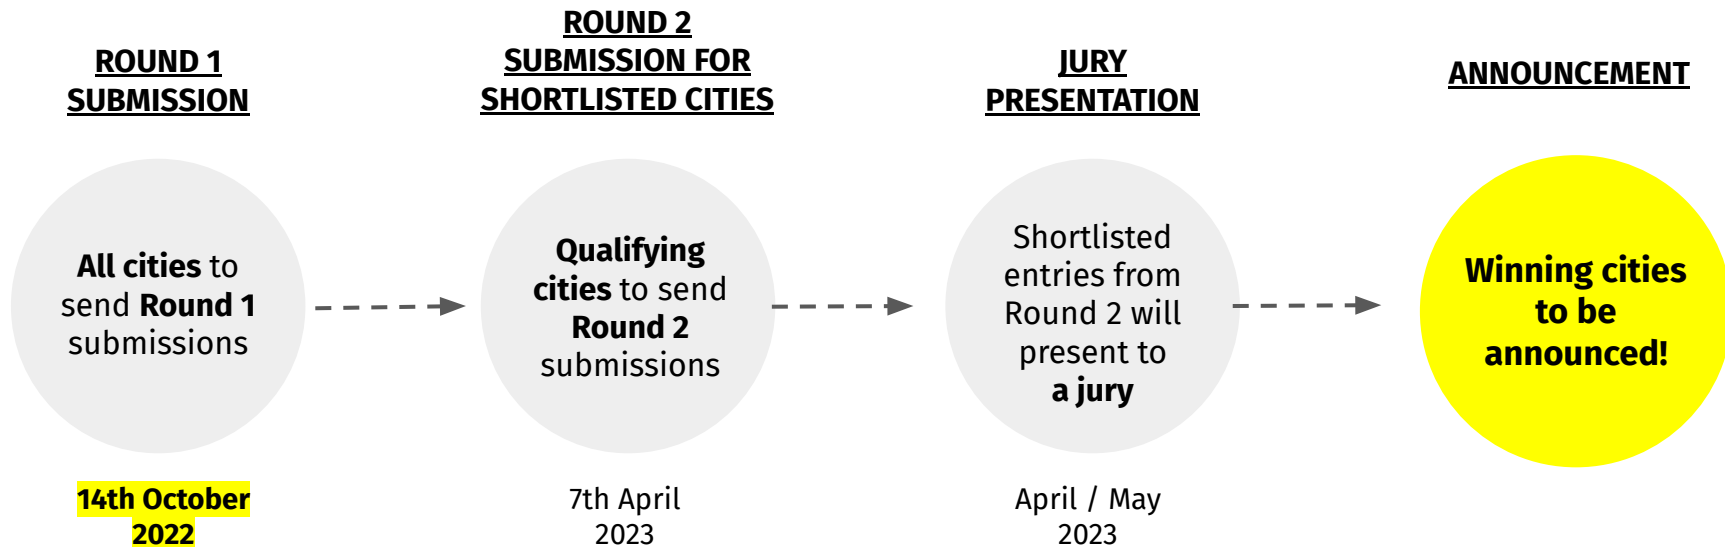 ROUND 1
SUBMISSION
ROUND 2
SUBMISSION FOR
SHORTLISTED CITIES
JURY
PRESENTATION
ANNOUNCEMENT
All cities to
send Round 1
submissions
Qualifying
cities to send
Round 2
submissions
Shortlisted
entries from
Round 2 will
present to
a jury
Winning cities
to be
announced!
14th October
2022
7th April
2023
April / May
2023